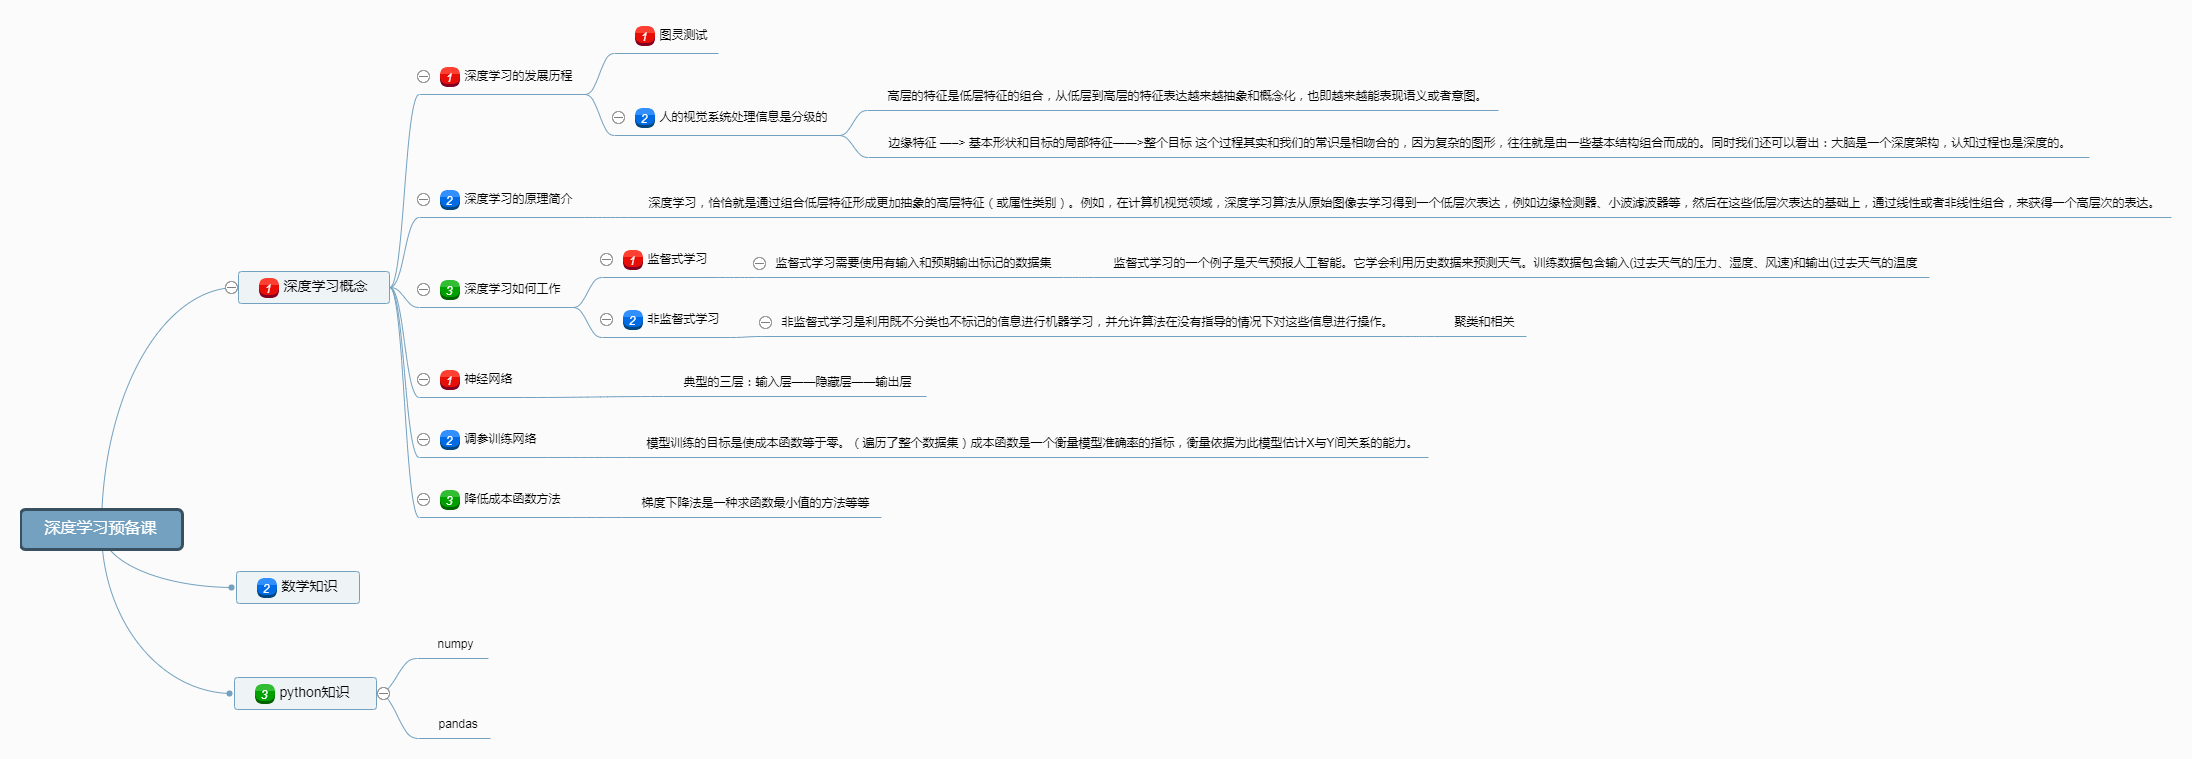 1 图灵测试
1 深度学习的发展历程
高层的特征是低层特征的组合，从低层到高层的特征表达越来越抽象和概念化，也即越来越能表现语义或者意图。
2 人的视觉系统处理信息是分级的
边缘特征 —–> 基本形状和目标的局部特征——>整个目标 这个过程其实和我们的常识是相吻合的，因为复杂的图形，往往就是由一些基本结构组合而成的。同时我们还可以看出：大脑是一个深度架构，认知过程也是深度的。
2 深度学习的原理简介
深度学习，恰恰就是通过组合低层特征形成更加抽象的高层特征（或属性类别）。例如，在计算机视觉领域，深度学习算法从原始图像去学习得到一个低层次表达，例如边缘检测器、小波滤波器等，然后在这些低层次表达的基础上，通过线性或者非线性组合，来获得一个高层次的表达。
1 监督式学习
监督式学习需要使用有输入和预期输出标记的数据集
监督式学习的一个例子是天气预报人工智能。它学会利用历史数据来预测天气。训练数据包含输入(过去天气的压力、湿度、风速)和输出(过去天气的温度
1 深度学习概念
3 深度学习如何工作
2 非监督式学习
非监督式学习是利用既不分类也不标记的信息进行机器学习，并允许算法在没有指导的情况下对这些信息进行操作。
聚类和相关
1 神经网络
典型的三层：输入层——隐藏层——输出层
2 调参训练网络
模型训练的目标是使成本函数等于零。（遍历了整个数据集）成本函数是一个衡量模型准确率的指标，衡量依据为此模型估计X与Y间关系的能力。
3 降低成本函数方法
梯度下降法是一种求函数最小值的方法等等
深度学习预备课
2 数学知识
numpy
3 python知识
pandas